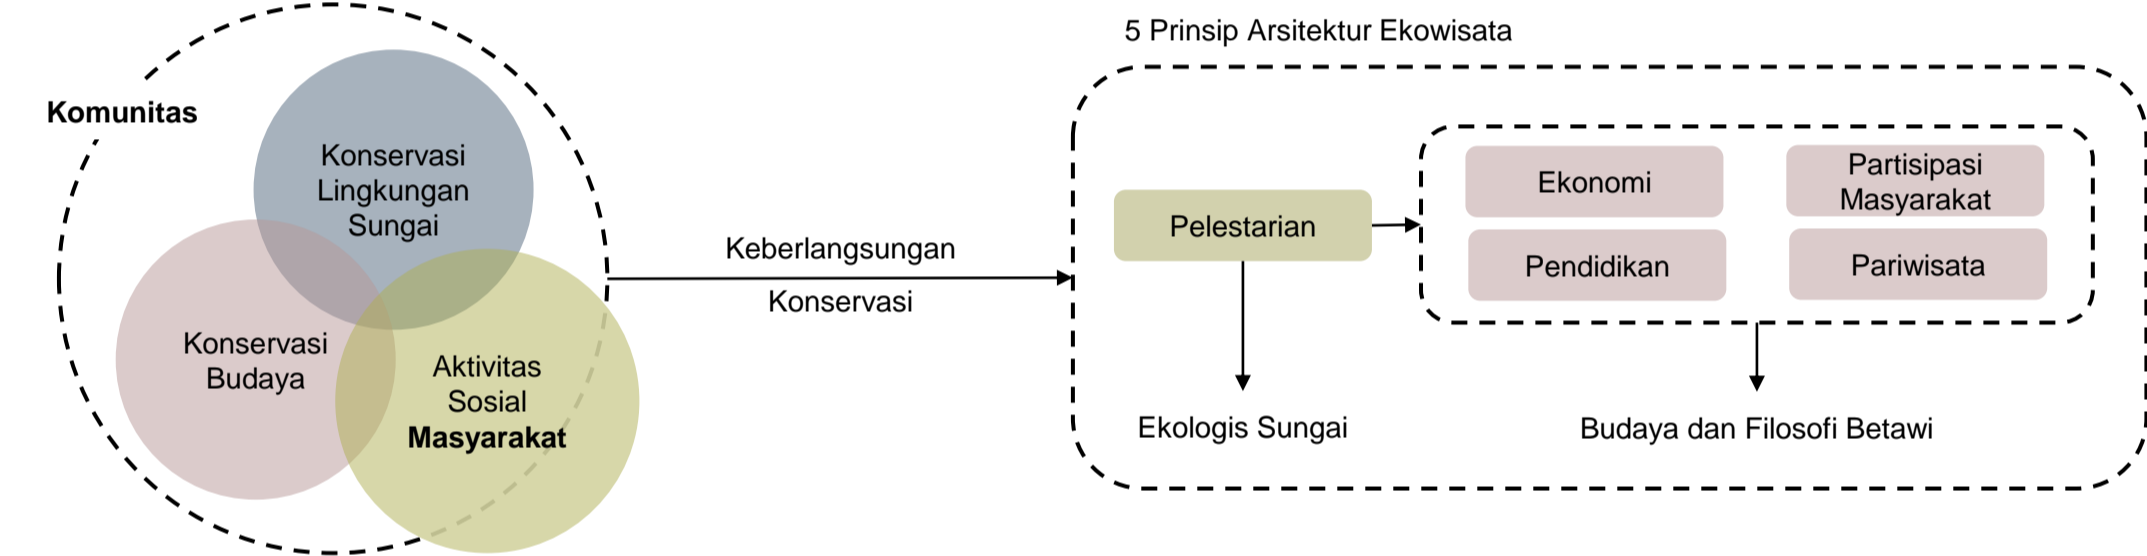 5 Prinsip Arsitektur Ekowisata
Komunitas
Konservasi
Lingkungan
Sungai
Konservasi
Budaya
Aktivitas
Sosial
Masyarakat
Keberlangsungan
Konservasi
Pelestarian
Ekonomi
Partisipasi
Masyarakat
Pendidikan
Pariwisata
Ekologis Sungai
Budaya dan Filosofi Betawi